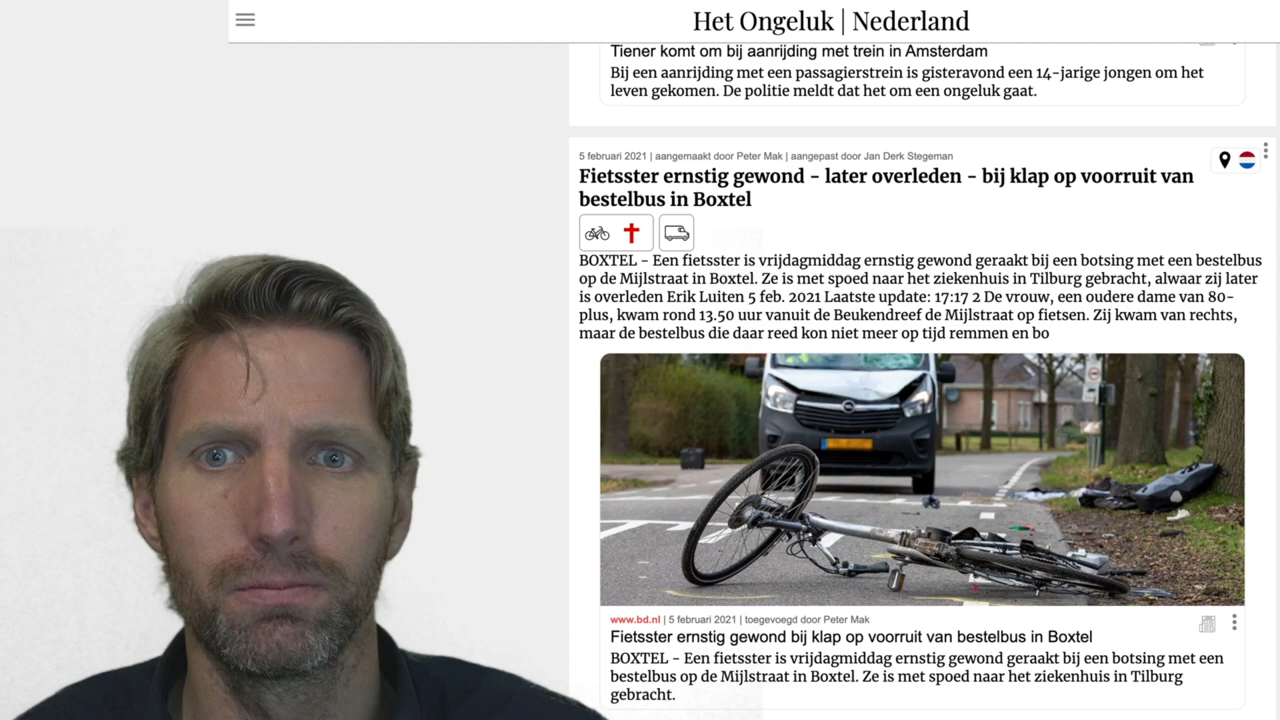 Het Ongeluk | Nederland
Tiener komt om bij aanrijding met trein in Amsterdam
Bij een aanrijding met een passagierstrein is gisteravond een 14-jarige jongen om het
leven gekomen. De politie meldt dat het om een ongeluk gaat.
5 februari 2021 | aangemaakt door Peter Mak | aangepast door Jan Derk Stegeman
Fietsster ernstig gewond - later overleden - bij klap op voorruit van
bestelbus in Boxtel
BOXTEL - Een fietsster is vrijdagmiddag ernstig gewond geraakt bij een botsing met een bestelbus
op de Mijlstraat in Boxtel. Ze is met spoed naar het ziekenhuis in Tilburg gebracht, alwaar zij later
is overleden Erik Luiten 5 feb. 2021 Laatste update: 17:17 2 De vrouw, een oudere dame van 80-
plus, kwam rond 13.50 uur vanuit de Beukendreef de Mijlstraat op fietsen. Zij kwam van rechts,
maar de bestelbus die daar reed kon niet meer op tijd remmen en bo
www.bd.nl | 5 februari 2021 | toegevoegd door Peter Mak
Fietsster ernstig gewond bij klap op voorruit van bestelbus in Boxtel
BOXTEL - Een fietsster is vrijdagmiddag ernstig gewond geraakt bij een botsing met een
bestelbus op de Mijlstraat in Boxtel. Ze is met spoed naar het ziekenhuis in Tilburg
gebracht.